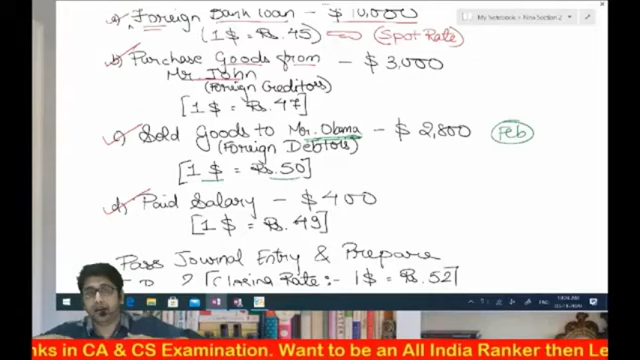 My Notebook > New Section 2
a) Foreign Bank loan - $ 10,000
(1 $ = Rs. 45) Spot Rate
b) Purchase Goods from - $ 3,000
Mr. John
(Foreign Creditors)
[1 $ = Rs. 47]
c) Sold Goods to Mr. Obama - $ 2,800 Feb
(Foreign Debtors)
[1 $ = Rs. 50]
d) Paid Salary - $ 400
[1 $ = Rs. 49]
Pass Journal Entry & Prepare
? [Closing Rate :- 1 $ = Rs. 52]
nks in CA & CS Examination. Want to be an All India Ranker then Le